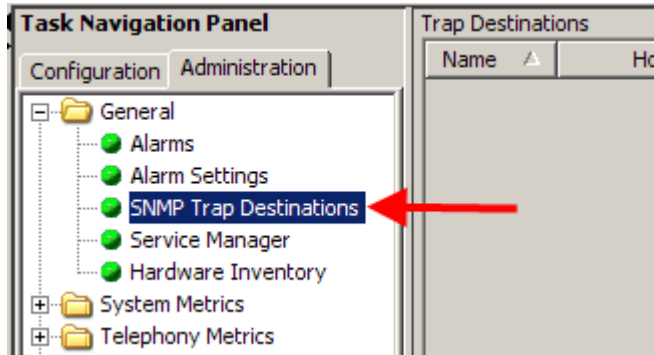 Task Navigation Panel
Trap Destinations
Configuration Administration
Name
General
Alarms
Alarm Settings
SNMP Trap Destinations
Service Manager
Hardware Inventory
System Metrics
Telephony Metrics